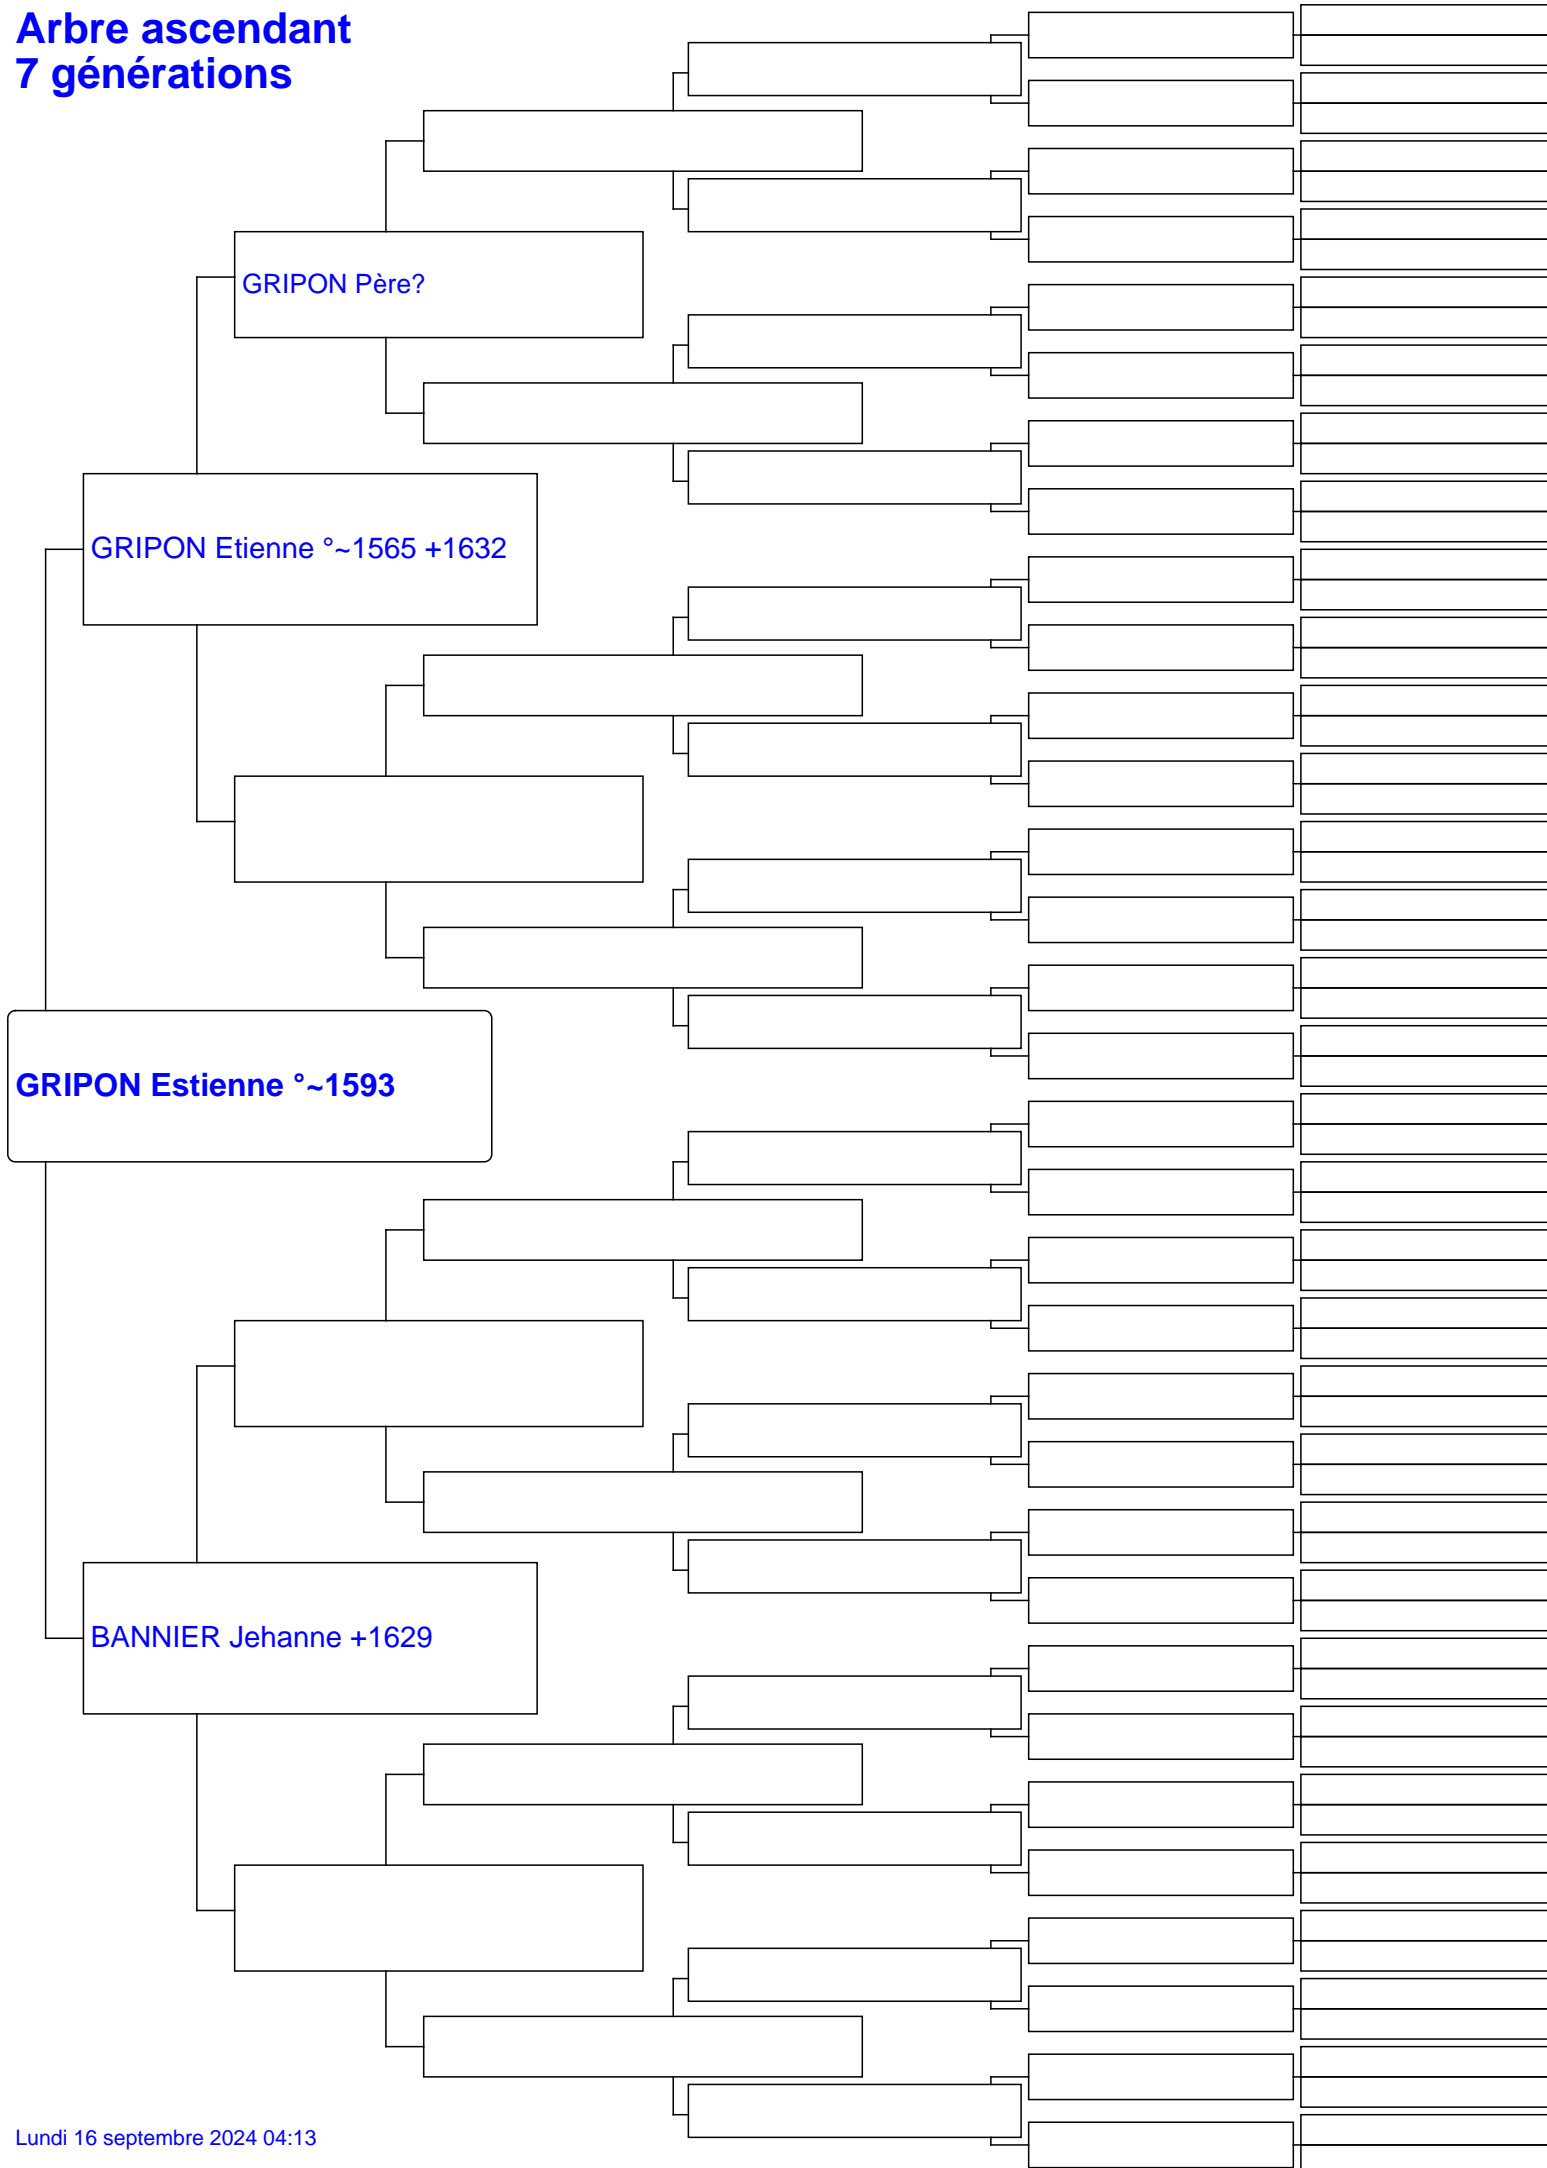 Arbre ascendant
7 générations
GRIPON Père?
GRIPON Etienne °~1565 +1632
GRIPON Estienne °~1593
BANNIER Jehanne +1629
Lundi 16 septembre 2024 04:13